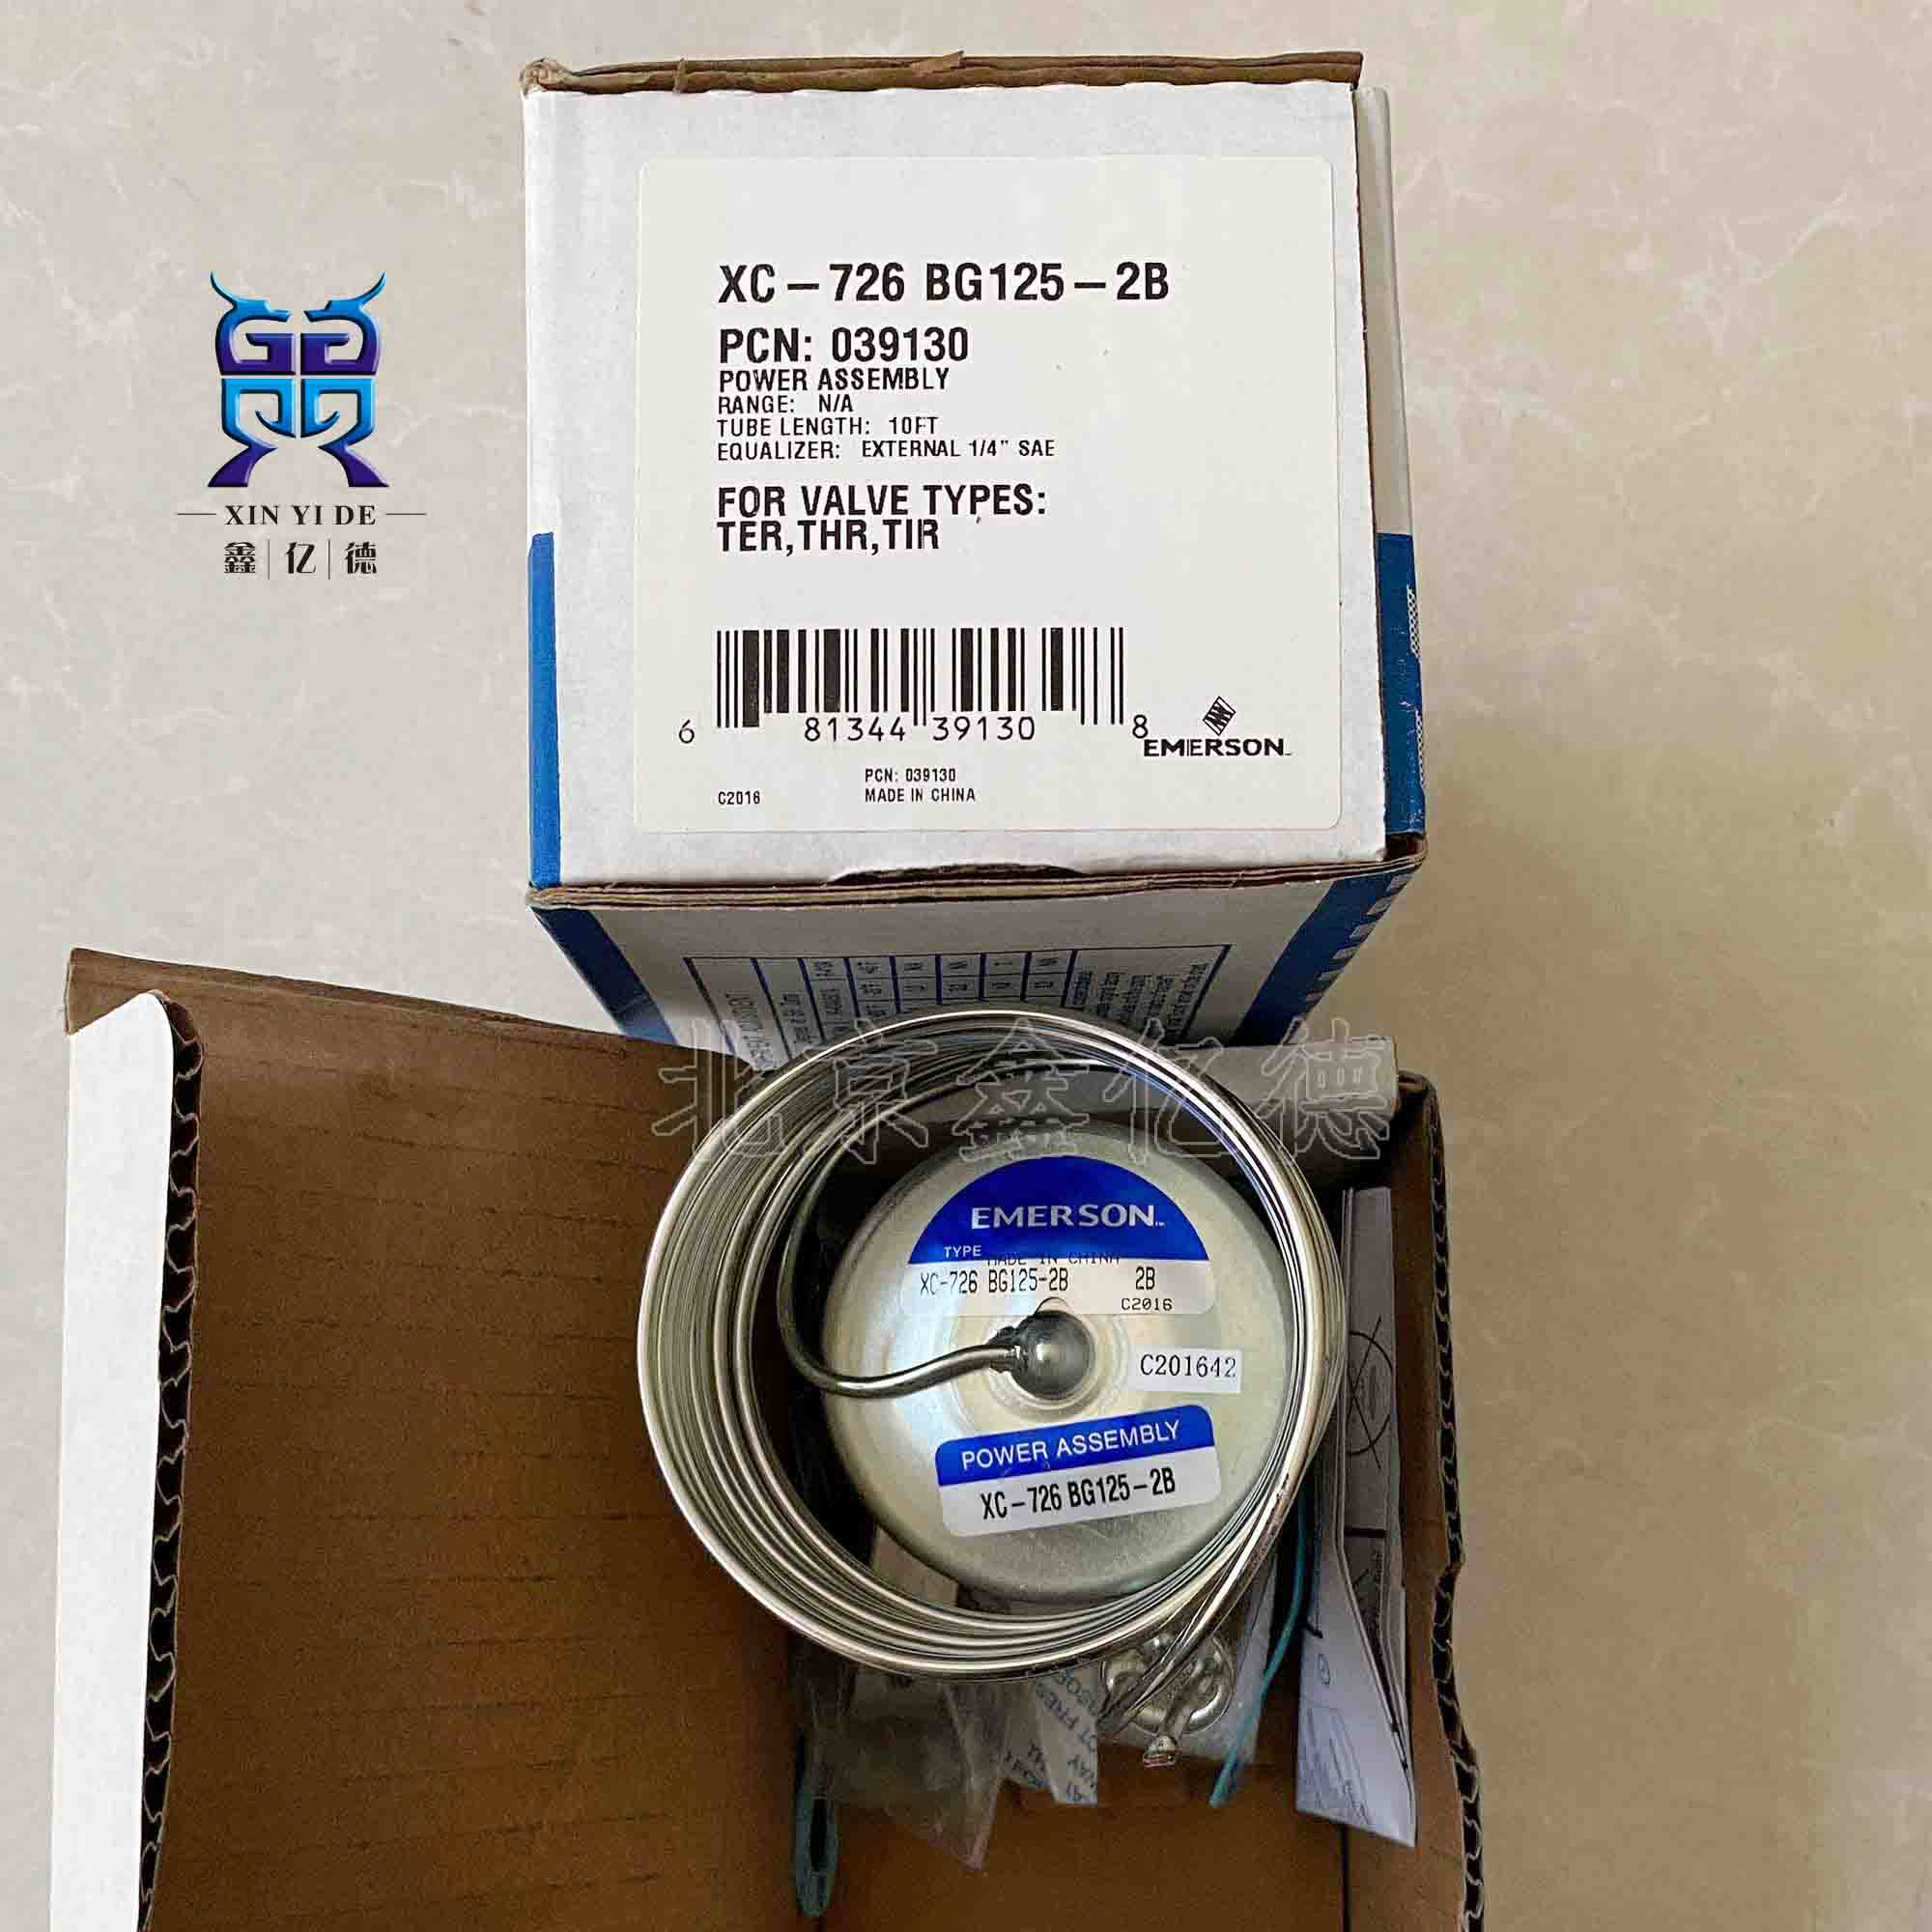 XC-726 BG125-2B
PCN: 039130
POWER ASSEMBLY
RANGE: N/A
TUBE LENGTH: 10FT
EQUALIZER: EXTERNAL 1/4" SAE
FOR VALVE TYPES:
TER,THR,TIR
6 81344 39130 8
EMERSON
PCN: 039130
C2016 MADE IN CHINA
XIN YI DE
鑫 亿 德
北京鑫亿德
EMERSON
TYPE
MADE IN CHINA
XC-726 BG125-2B 2B
C2016
C201642
POWER ASSEMBLY
XC-726 BG125-2B